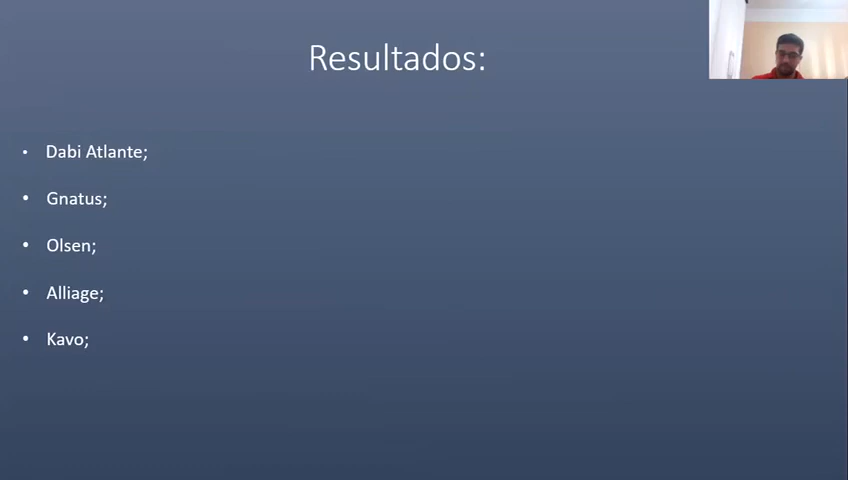 Resultados:
• Dabi Atlante;
• Gnatus;
• Olsen;
• Alliage;
• Kavo;